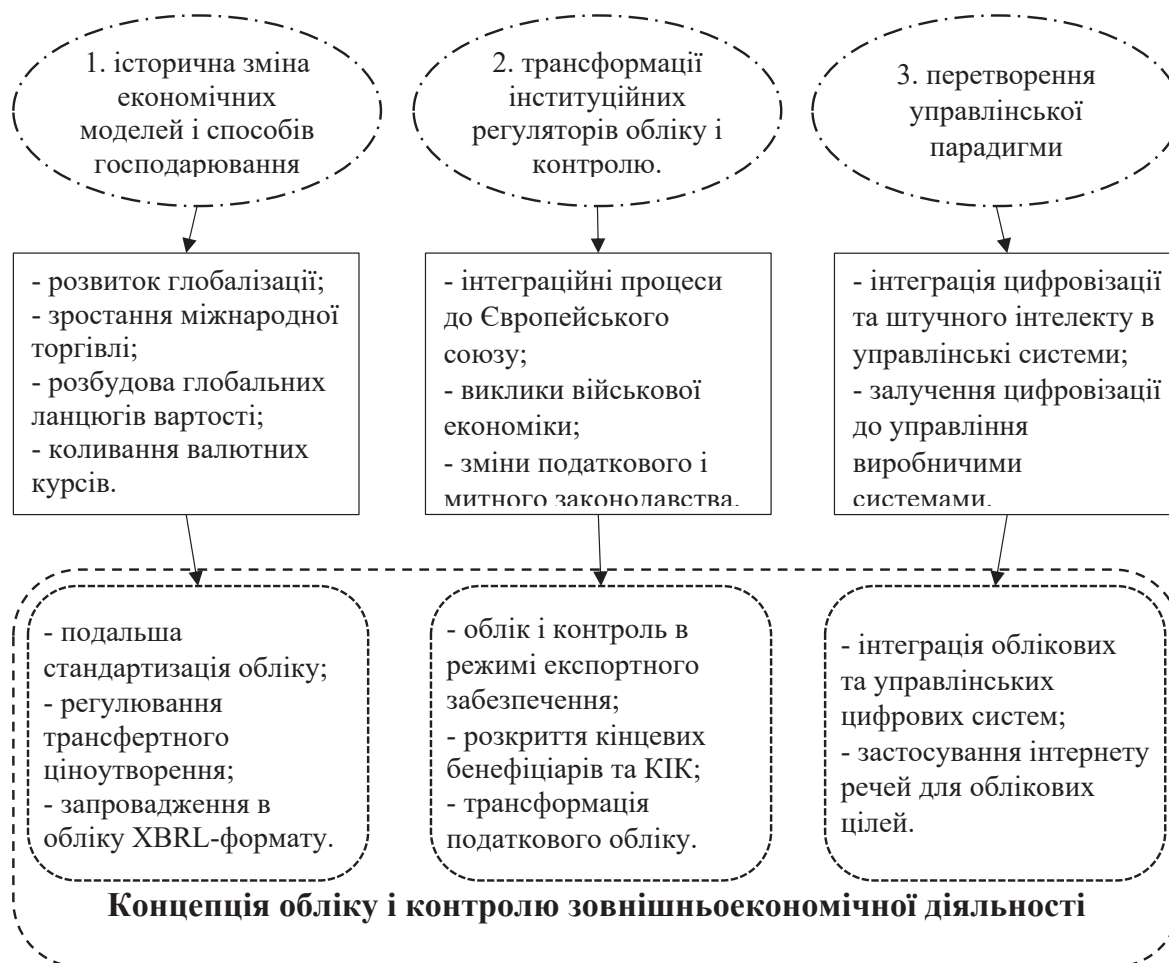 1. історична зміна
економічних
моделей і способів
господарювання
2. трансформації
інституційних
регуляторів обліку і
контролю.
3. перетворення
управлінської
парадигми
- розвиток глобалізації;
- зростання міжнародної
торгівлі;
- розбудова глобальних
ланцюгів вартості;
- коливання валютних
курсів.
- інтеграційні процеси
до Європейського
союзу;
- виклики військової
економіки;
- зміни податкового і
митного законодавства.
- інтеграція цифровізації
та штучного інтелекту в
управлінські системи;
- залучення цифровізації
до управління
виробничими
системами.
- подальша
стандартизація обліку;
- регулювання
трансфертного
ціноутворення;
- запровадження в
обліку XBRL-формату.
- облік і контроль в
режимі експортного
забезпечення;
- розкриття кінцевих
бенефіціарів та КІК;
- трансформація
податкового обліку.
- інтеграція облікових
та управлінських
цифрових систем;
- застосування інтернету
речей для облікових
цілей.
Концепція обліку і контролю зовнішньоекономічної діяльності